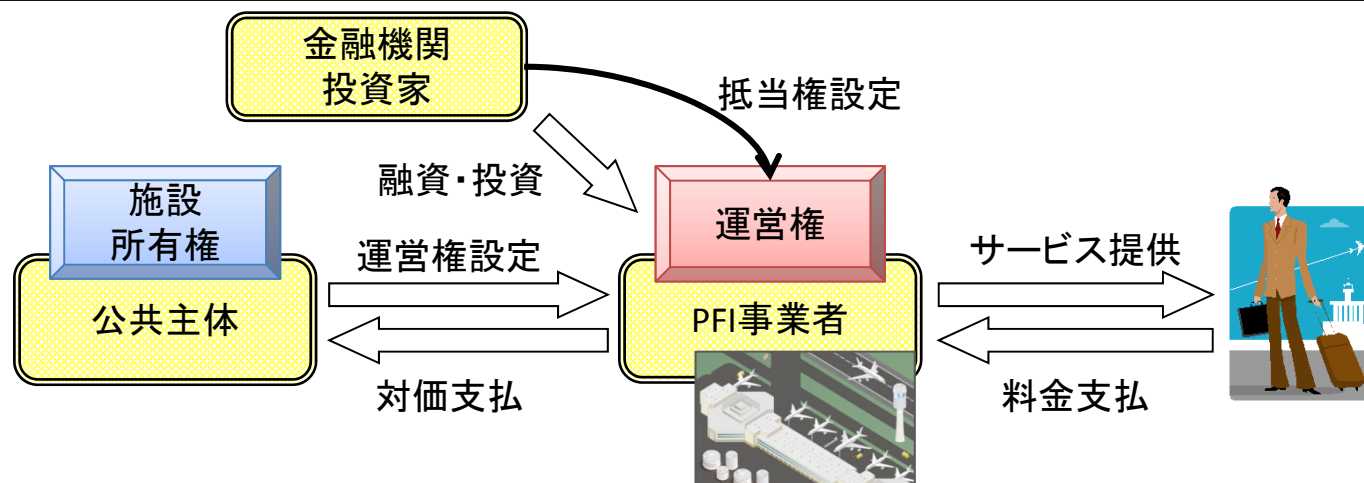 金融機関
投資家
抵当権設定
融資・投資
施設
所有権
運営権
運営権設定
サービス提供
公共主体
PFI事業者
対価支払
料金支払